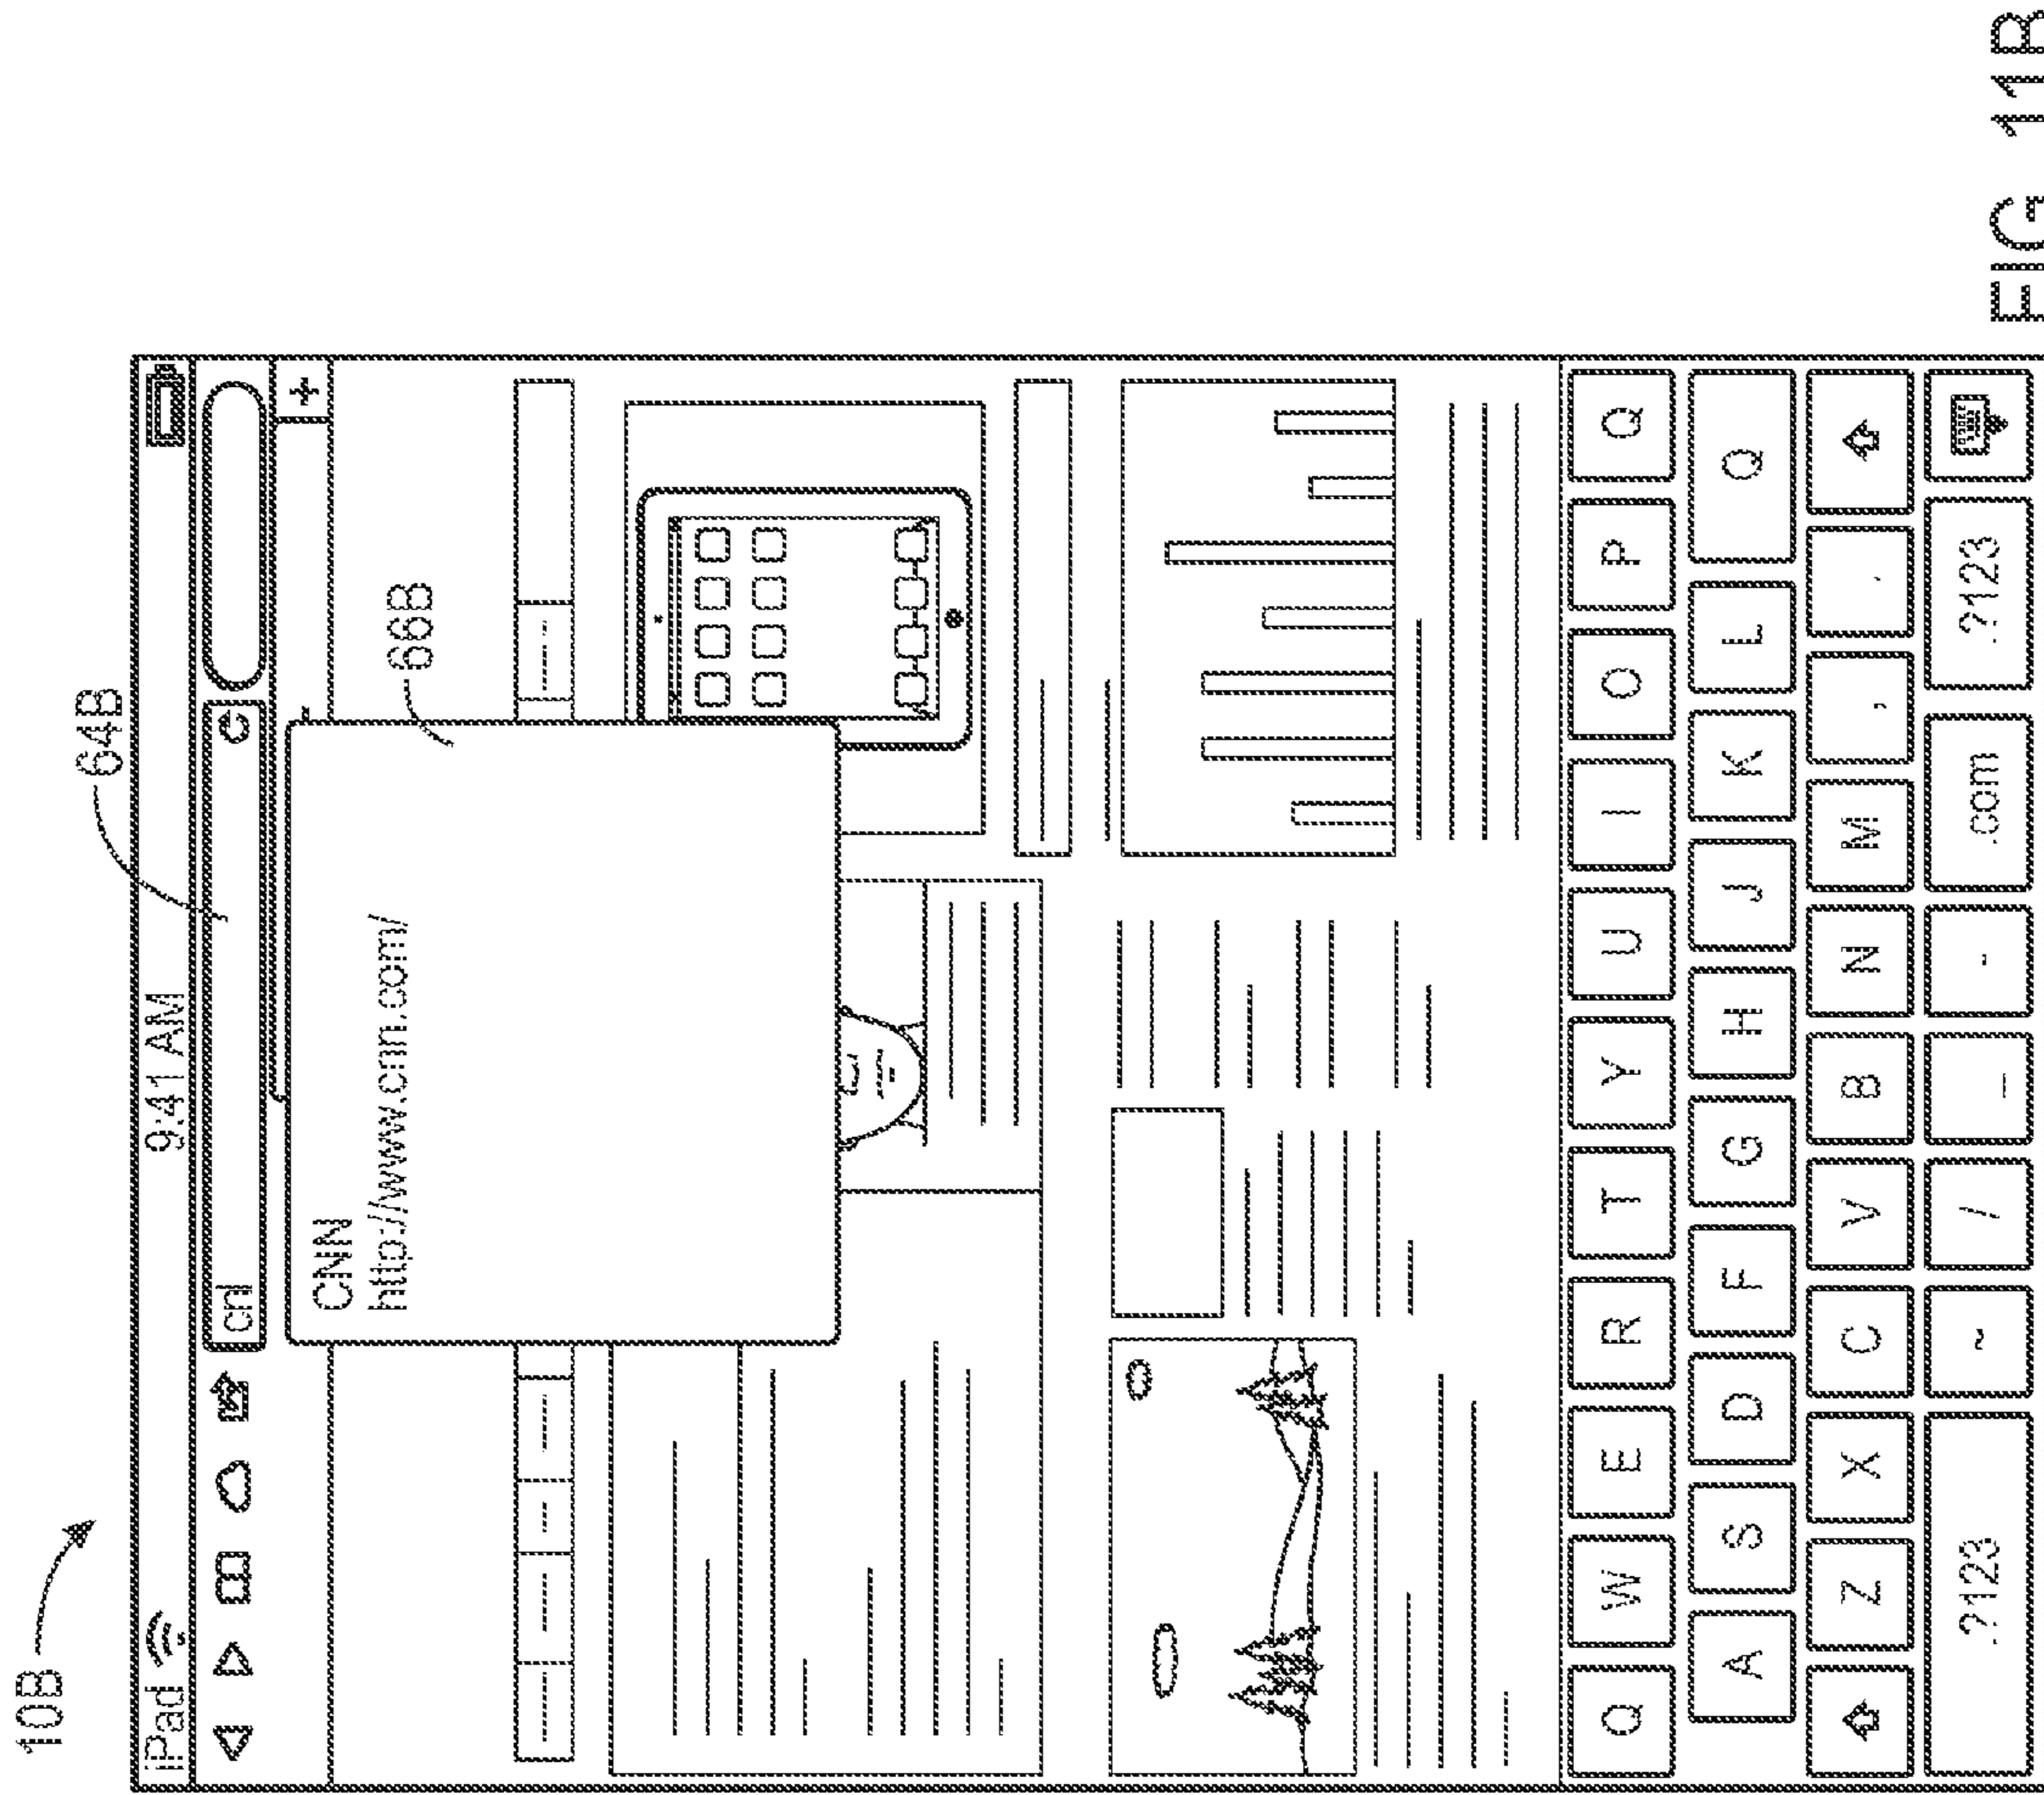 10B
64B
iPad 9:41 AM
cn|
+
CNN
http://www.cnn.com/
66B
Q W E R T Y U I O P Q
A S D F G H J K L Q
Z X C V B N M , .
.?123 ~ / _ - .com .?123
FIG 11B